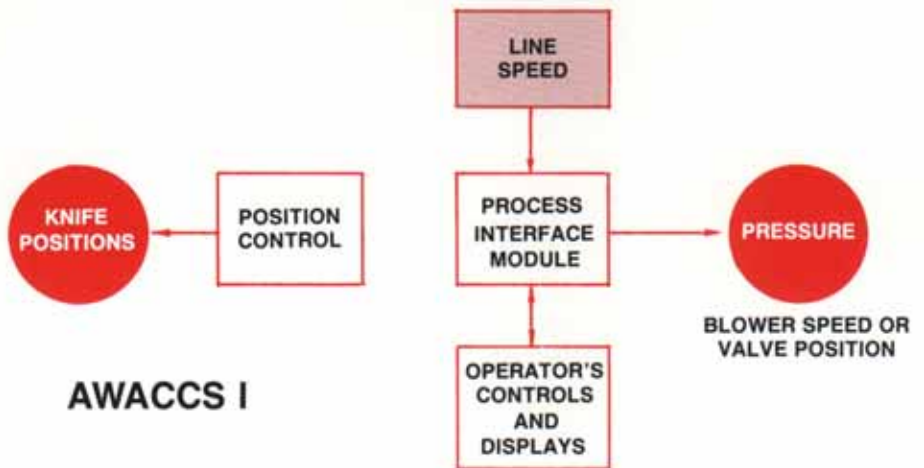 LINE
SPEED
KNIFE
POSITIONS
POSITION
CONTROL
PROCESS
INTERFACE
MODULE
PRESSURE
BLOWER SPEED OR
VALVE POSITION
OPERATOR'S
CONTROLS
AND
DISPLAYS
AWACCS I